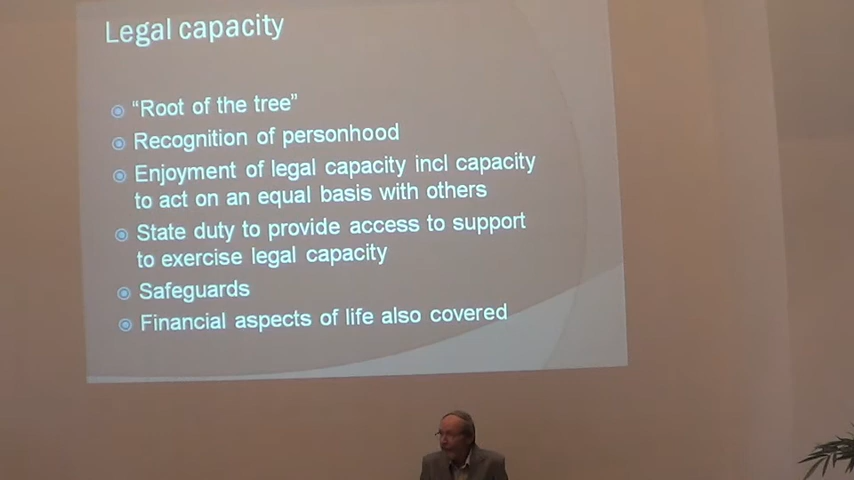 Legal capacity
“Root of the tree”
Recognition of personhood
Enjoyment of legal capacity incl capacity
to act on an equal basis with others
State duty to provide access to support
to exercise legal capacity
Safeguards
Financial aspects of life also covered